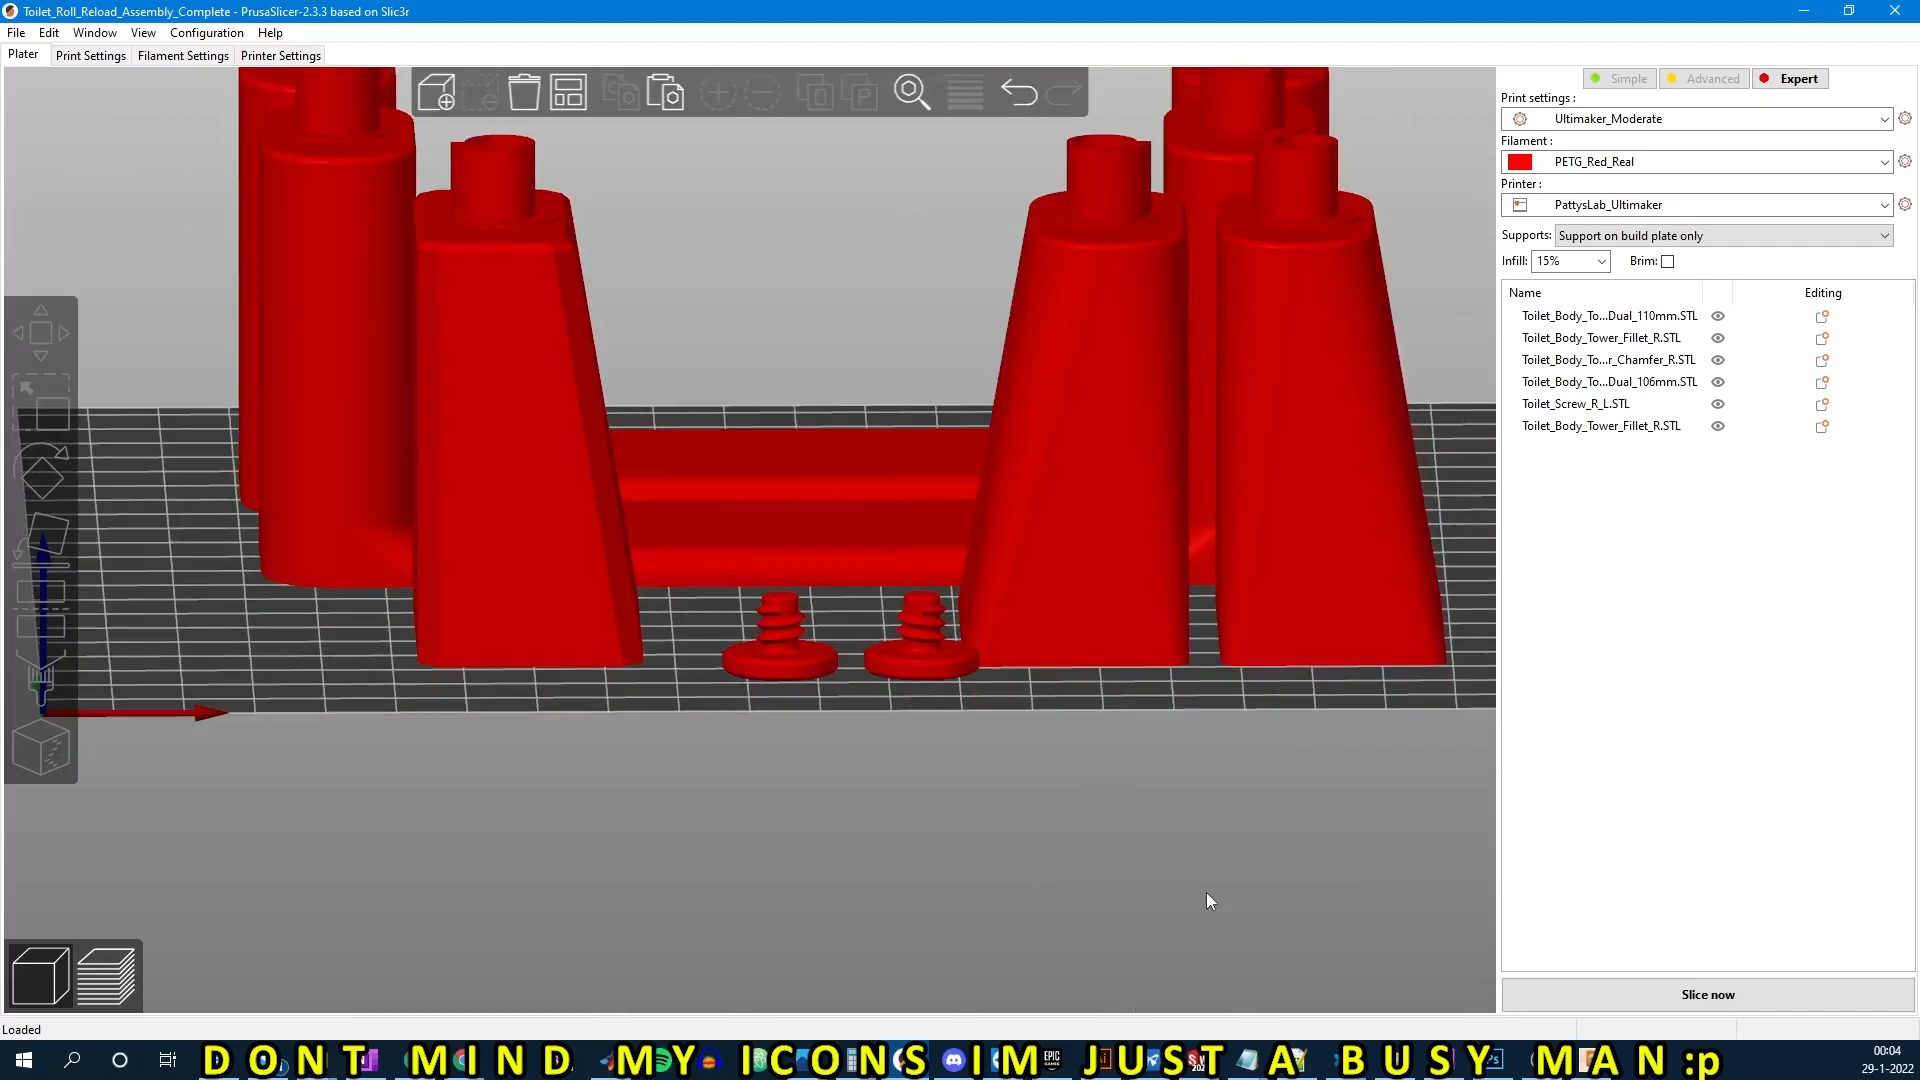 Toilet_Roll_Reload_Assembly_Complete - PrusaSlicer-2.3.3 based on Slic3r
File Edit Window View Configuration Help
Plater Print Settings Filament Settings Printer Settings
Simple Advanced Expert
Print settings :
Ultimaker_Moderate
Filament :
PETG_Red_Real
Printer :
PattysLab_Ultimaker
Supports: Support on build plate only
Infill: 15% Brim:
Name Editing
Toilet_Body_To...Dual_110mm.STL
Toilet_Body_Tower_Fillet_R.STL
Toilet_Body_To...r_Chamfer_R.STL
Toilet_Body_To...Dual_106mm.STL
Toilet_Screw_R_L.STL
Toilet_Body_Tower_Fillet_R.STL
Slice now
Loaded
DONT MIND MY ICONS IM JUST A BUSY MAN :p
EPIC
00:04
29-1-2022